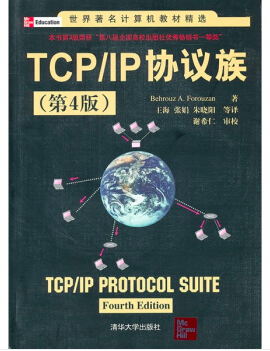 Education
世界著名计算机教材精选
本书第3版荣获“第八届全国高校出版社优秀畅销书一等奖”
TCP/IP协议族
(第4版)
Behrouz A. Forouzan 著
王海 张娟 朱晓阳 等译
谢希仁 审校
TCP/IP PROTOCOL SUITE
Fourth Edition
清华大学出版社
Mc
Graw
Hill